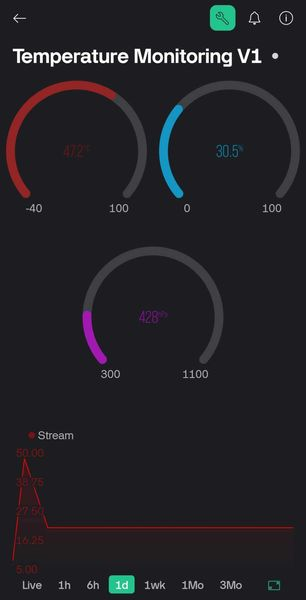 Temperature Monitoring V1
47.2°C
30.5%
-40 100
0 100
428hPa
300 1100
Stream
50.00
38.75
27.50
16.25
5.00
Live 1h 6h 1d 1wk 1Mo 3Mo